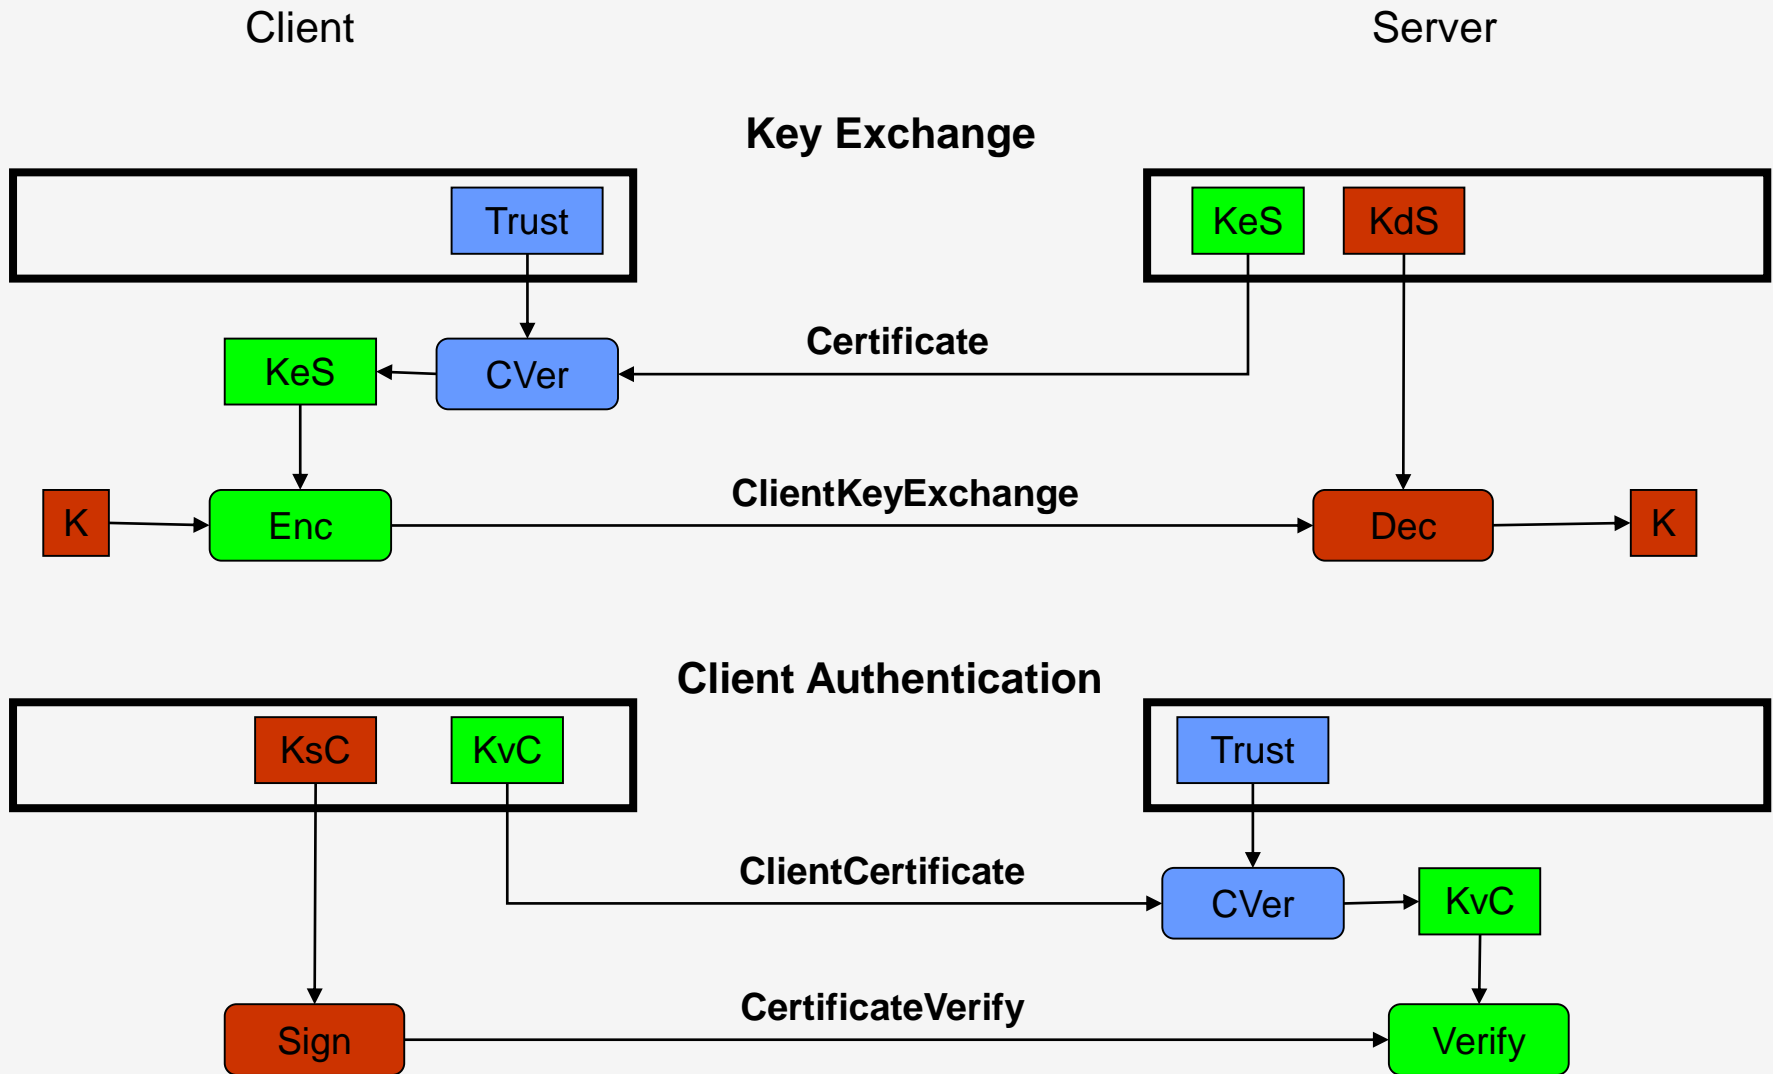 Client
Server
Key Exchange
Trust
KeS
KdS
Certificate
KeS
CVer
ClientKeyExchange
K
Enc
Dec
K
Client Authentication
KsC
KvC
Trust
ClientCertificate
CVer
KvC
CertificateVerify
Sign
Verify